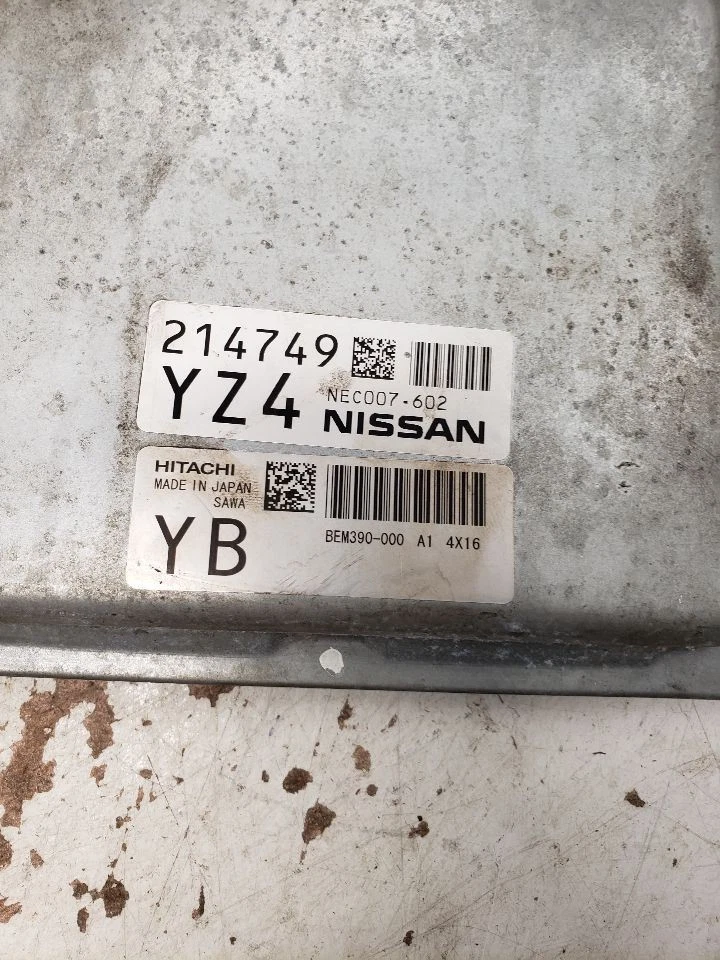 214749
YZ4 NEC007-602
NISSAN
HITACHI
MADE IN JAPAN
SAWA
YB BEM390-000 A1 4X16